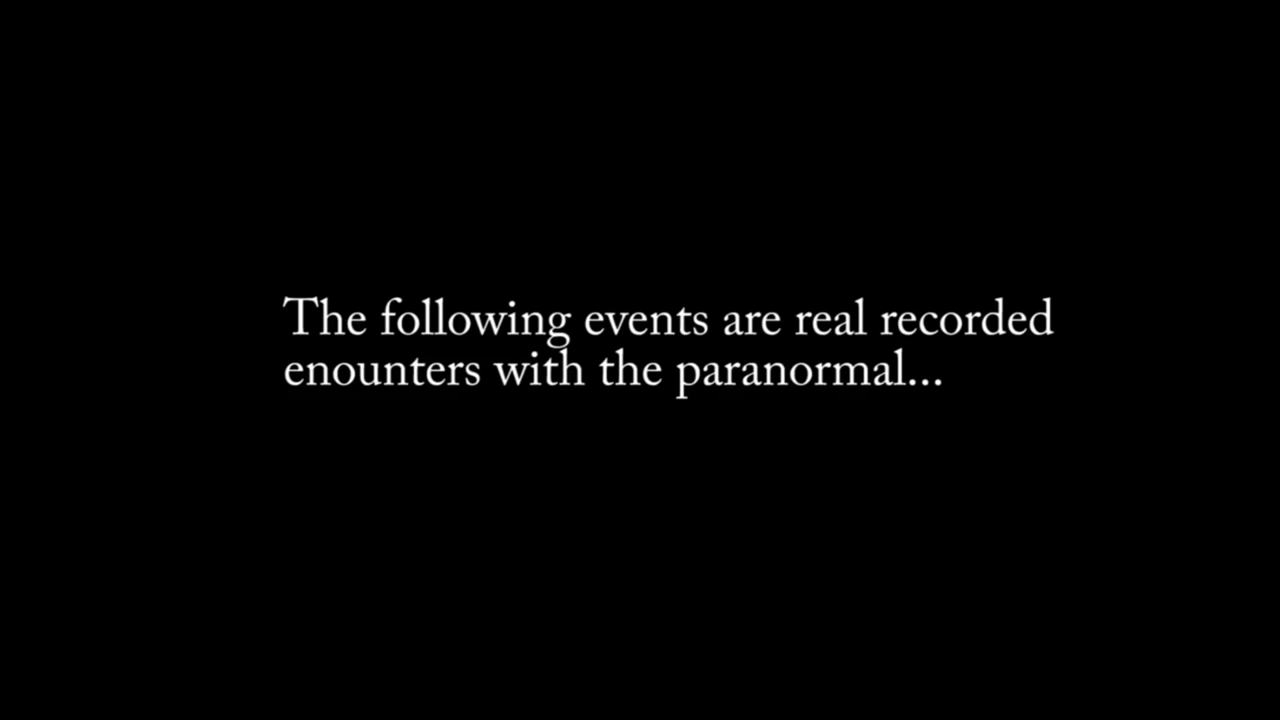 The following events are real recorded
enounters with the paranormal...